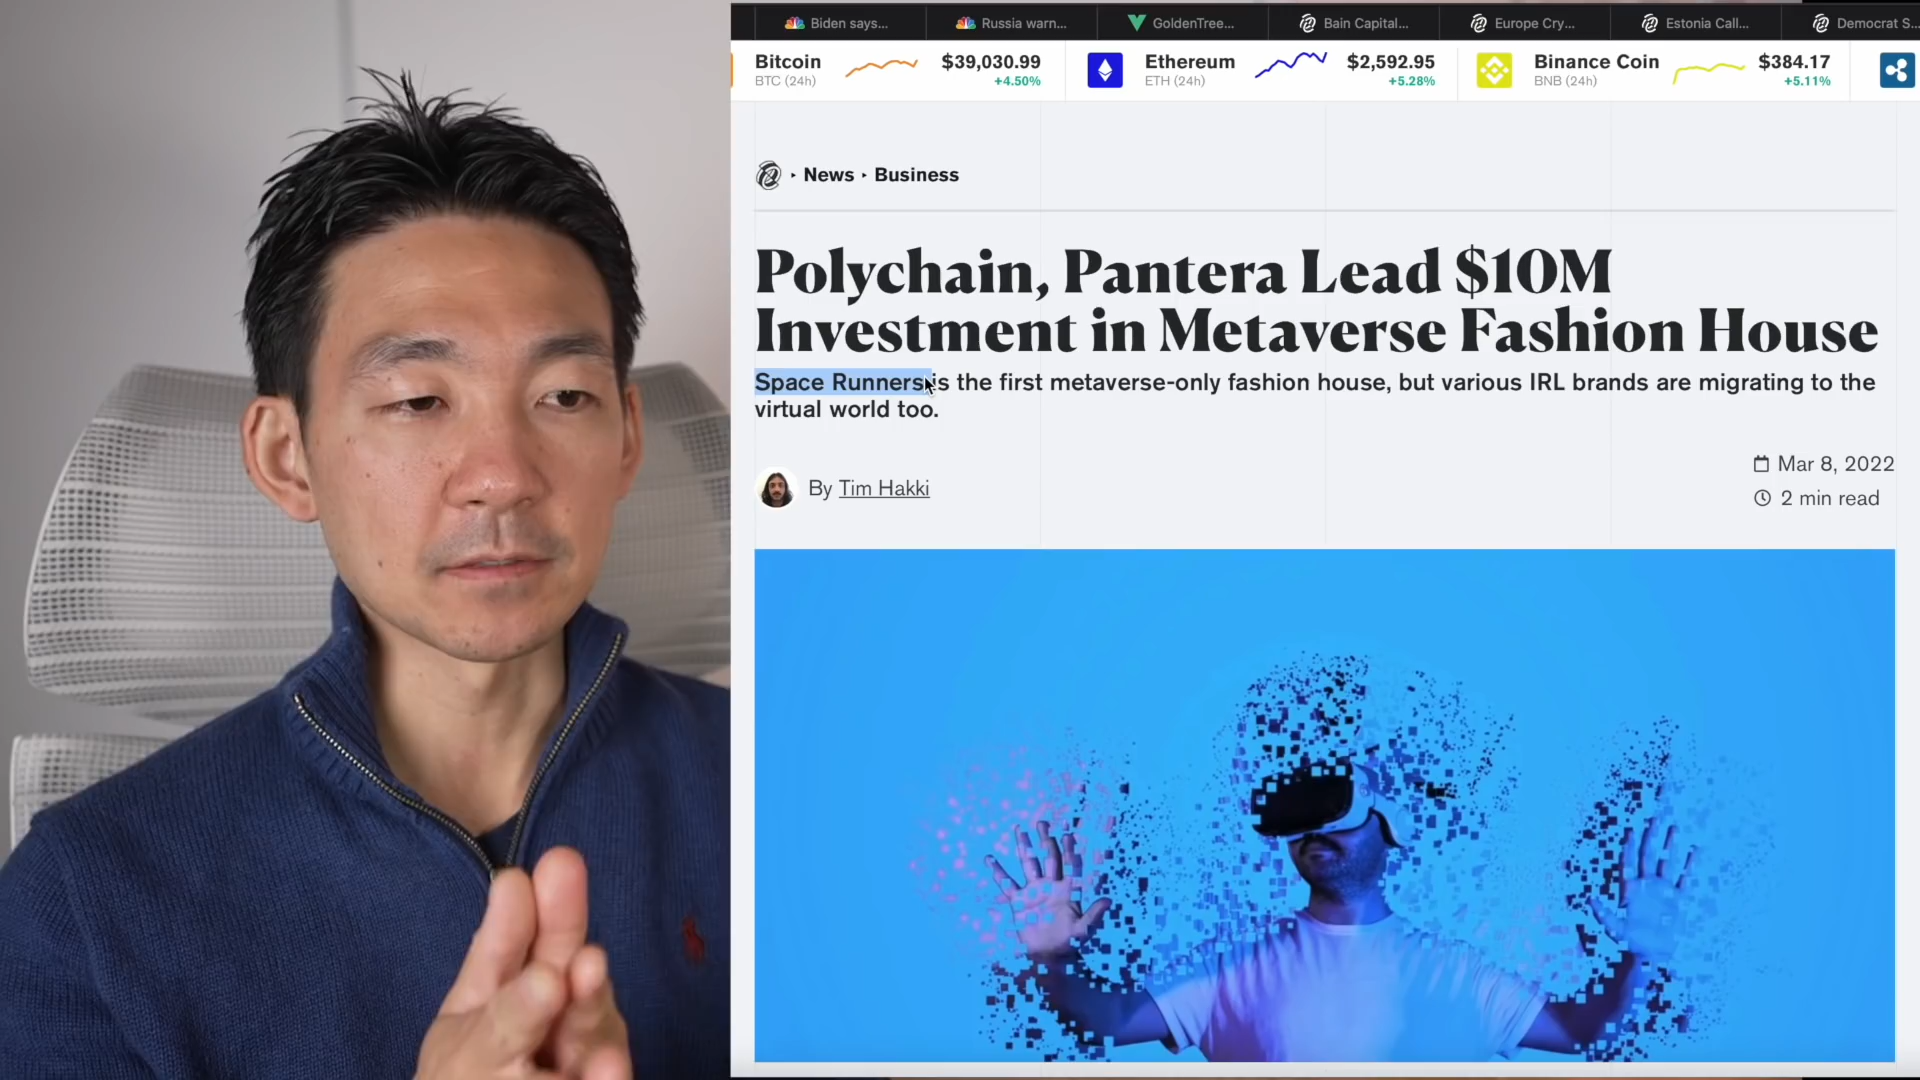 Biden says...
Russia warn...
GoldenTree...
Bain Capital...
Europe Cry...
Estonia Call...
Democrat S...
Bitcoin $39,030.99
BTC (24h) +4.50%
Ethereum $2,592.95
ETH (24h) +5.28%
Binance Coin $384.17
BNB (24h) +5.11%
News ‣ Business
Polychain, Pantera Lead $10M
Investment in Metaverse Fashion House
Space Runners is the first metaverse-only fashion house, but various IRL brands are migrating to the
virtual world too.
By Tim Hakki
Mar 8, 2022
2 min read